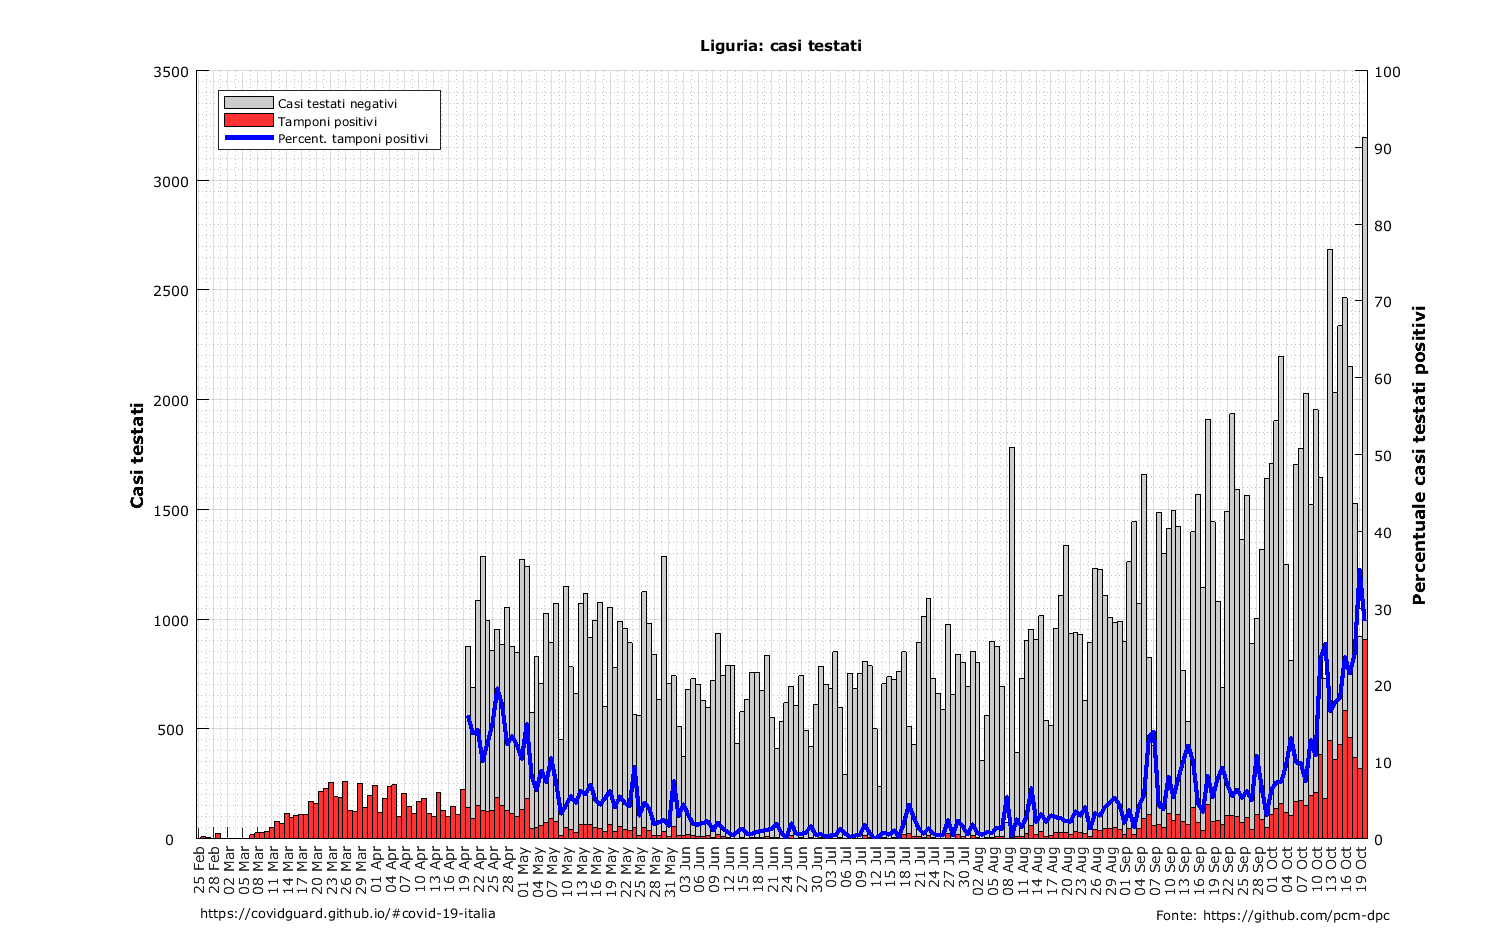 Liguria: casi testati
Casi testati negativi
Tamponi positivi
Percent. tamponi positivi
Casi testati
3500
3000
2500
2000
1500
1000
500
0
100
90
80
70
60
50
40
30
20
10
0
Percentuale casi testati positivi
25 Feb
28 Feb
02 Mar
05 Mar
08 Mar
11 Mar
14 Mar
17 Mar
20 Mar
23 Mar
26 Mar
29 Mar
01 Apr
04 Apr
07 Apr
10 Apr
13 Apr
16 Apr
19 Apr
22 Apr
25 Apr
28 Apr
01 May
04 May
07 May
10 May
13 May
16 May
19 May
22 May
25 May
28 May
31 May
03 Jun
06 Jun
09 Jun
12 Jun
15 Jun
18 Jun
21 Jun
24 Jun
27 Jun
30 Jun
03 Jul
06 Jul
09 Jul
12 Jul
15 Jul
18 Jul
21 Jul
24 Jul
27 Jul
30 Jul
02 Aug
05 Aug
08 Aug
11 Aug
14 Aug
17 Aug
20 Aug
23 Aug
26 Aug
29 Aug
01 Sep
04 Sep
07 Sep
10 Sep
13 Sep
16 Sep
19 Sep
22 Sep
25 Sep
28 Sep
01 Oct
04 Oct
07 Oct
10 Oct
13 Oct
16 Oct
19 Oct
https://covidguard.github.io/#covid-19-italia
Fonte: https://github.com/pcm-dpc